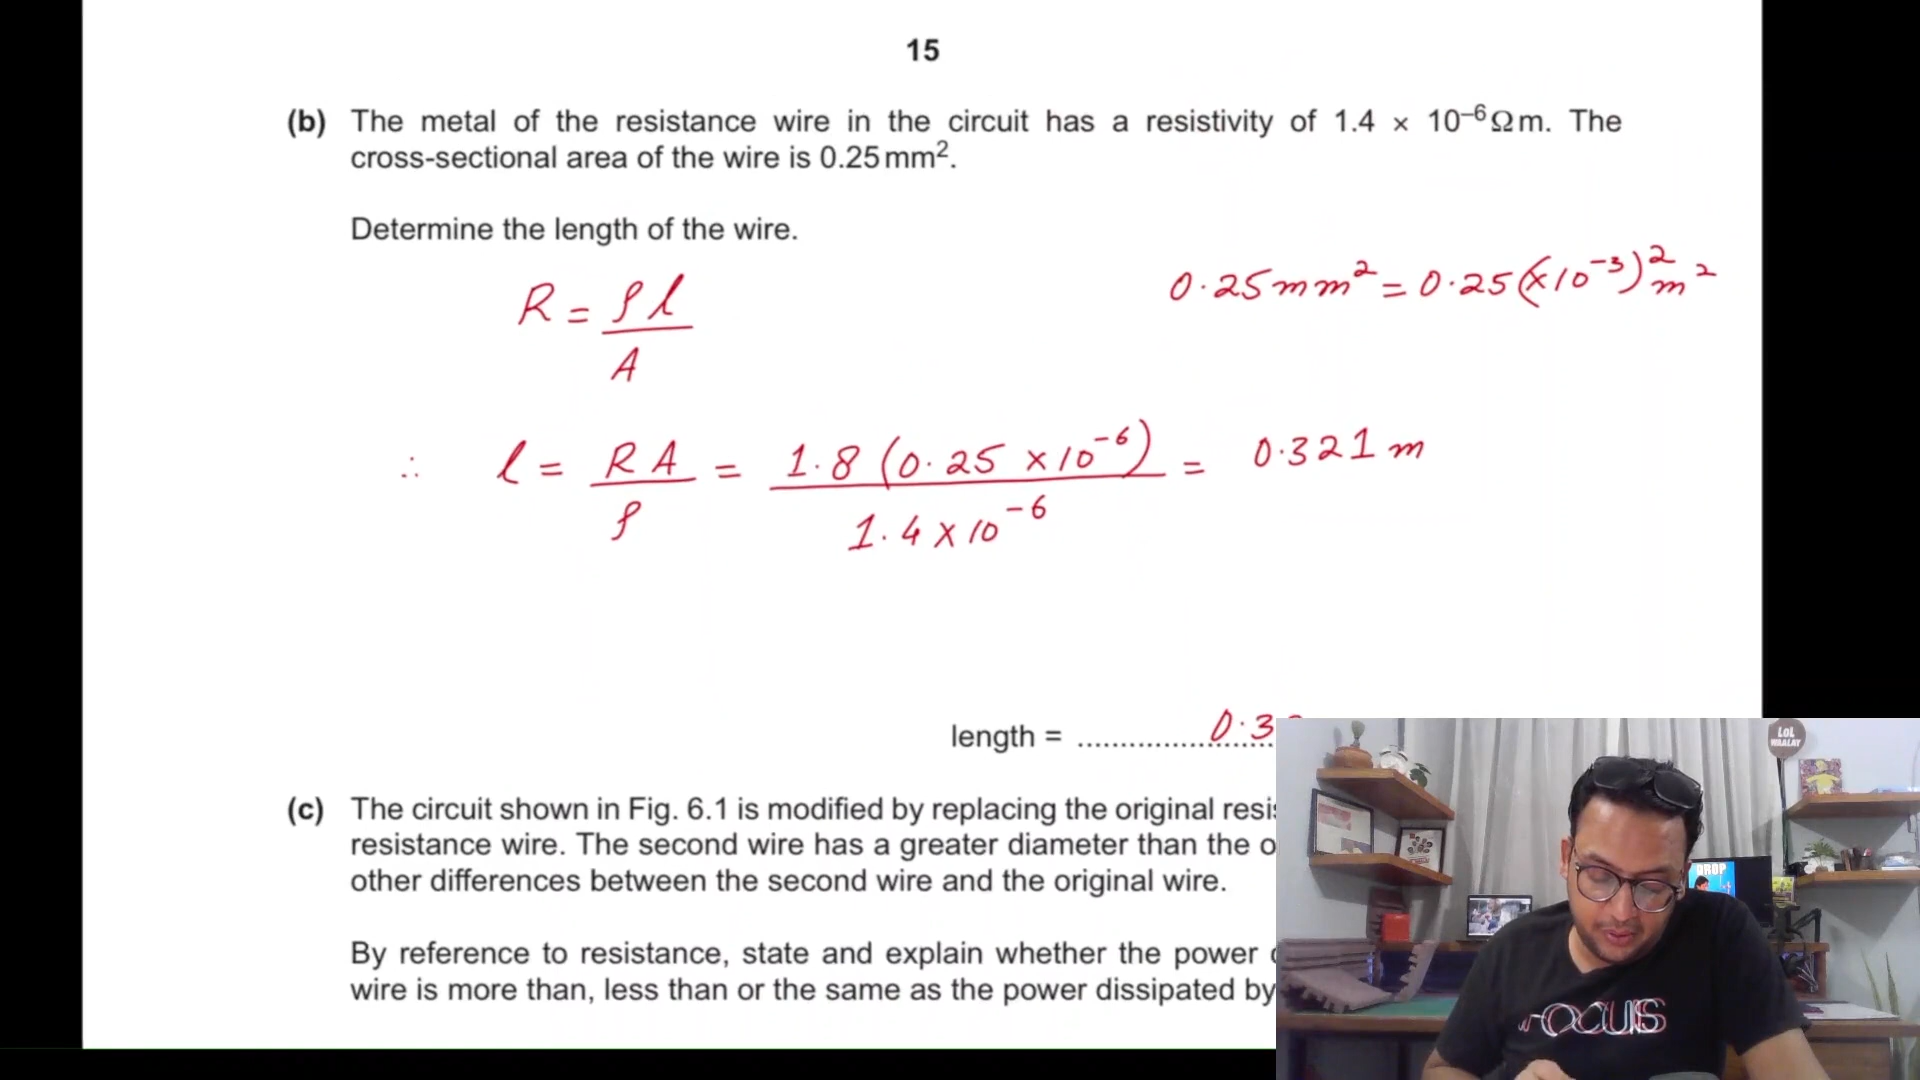 15
(b) The metal of the resistance wire in the circuit has a resistivity of 1.4 × 10⁻⁶ Ω m. The
cross-sectional area of the wire is 0.25 mm².
Determine the length of the wire.
0.25 mm² = 0.25 (×10⁻³)² m²
R = ρl / A
∴ l = RA / ρ = 1.8 (0.25 × 10⁻⁶) / 1.4 × 10⁻⁶ = 0.321 m
length = .................... 0.3
(c) The circuit shown in Fig. 6.1 is modified by replacing the original
resistance wire. The second wire has a greater diameter than the
other differences between the second wire and the original wire.
By reference to resistance, state and explain whether the power
wire is more than, less than or the same as the power dissipated by
LOL
WAALAY
DROP
FOCUS